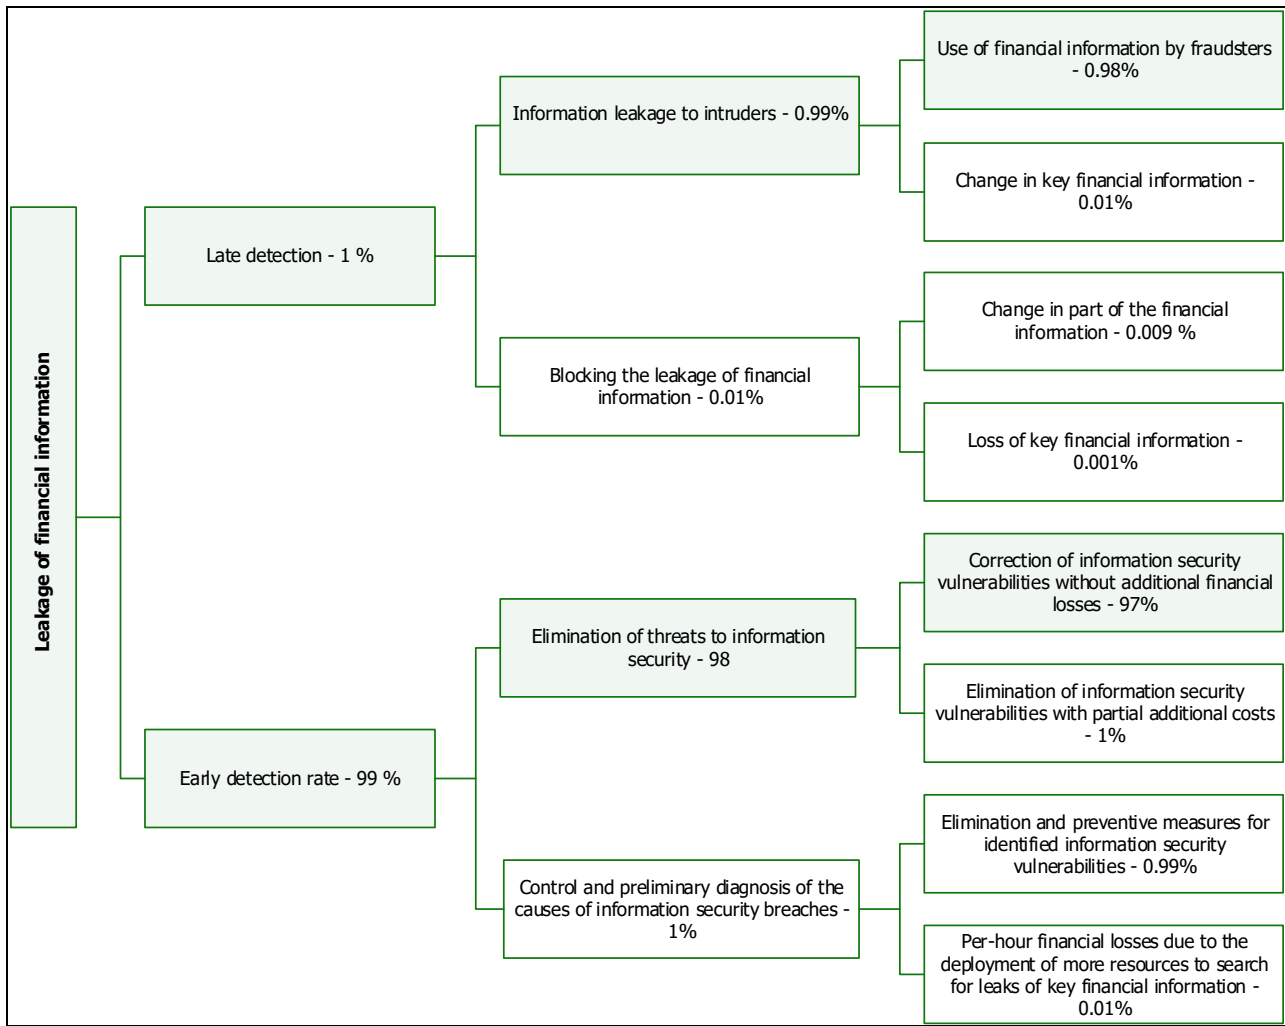 Leakage of financial information
Late detection - 1 %
Early detection rate - 99 %
Information leakage to intruders - 0.99%
Blocking the leakage of financial
information - 0.01%
Elimination of threats to information
security - 98
Control and preliminary diagnosis of the
causes of information security breaches -
1%
Use of financial information by fraudsters
- 0.98%
Change in key financial information -
0.01%
Change in part of the financial
information - 0.009 %
Loss of key financial information -
0.001%
Correction of information security
vulnerabilities without additional financial
losses - 97%
Elimination of information security
vulnerabilities with partial additional costs
- 1%
Elimination and preventive measures for
identified information security
vulnerabilities - 0.99%
Per-hour financial losses due to the
deployment of more resources to search
for leaks of key financial information -
0.01%